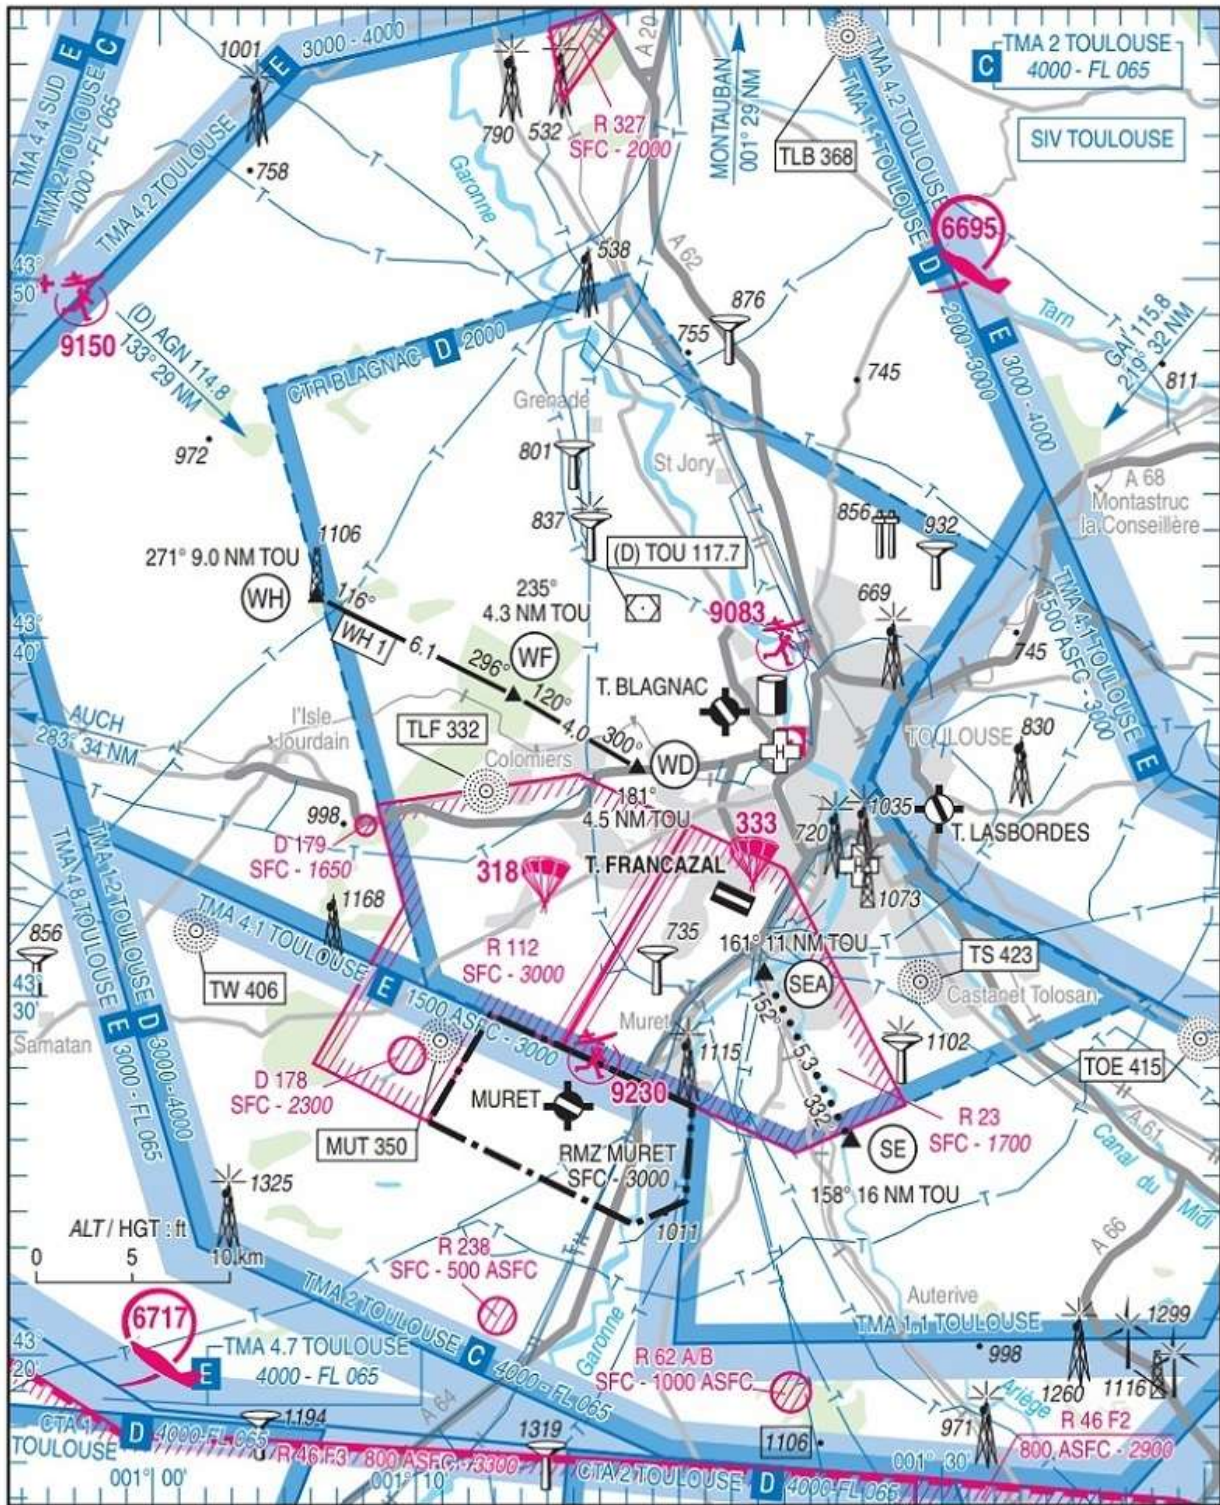 1001
3000 - 4000
E
C
E
TMA 4.4 SUD
TMA 2 TOULOUSE
4000 - FL 065
TMA 4.2 TOULOUSE
758
790
532
R 327
SFC - 2000
A 20
MONTAUBAN
001° 29 NM
TLB 368
TMA 4.2 TOULOUSE
TMA 1.1 TOULOUSE
C
TMA 2 TOULOUSE
4000 - FL 065
SIV TOULOUSE
Garonne
6695
D
2000 - 3000
E
3000 - 4000
43°
50'
9150
(D) AGN 114.8
133° 29 NM
538
A 62
876
755
745
Tarn
GAI 115.8
219° 32 NM
811
CTR BLAGNAC
D
2000
Grenade
972
801
St Jory
837
856
932
A 68
Montastruc
la Conseillère
1106
271° 9.0 NM TOU
WH
116°
WH 1
6.1
296°
235°
4.3 NM TOU
WF
120°
4.0
300°
(D) TOU 117.7
9083
669
745
TMA 4.1 TOULOUSE
1500 ASFC - 3000
E
43°
40'
T. BLAGNAC
AUCH
283° 34 NM
l'Isle
Jourdain
TLF 332
Colomiers
WD
181°
4.5 NM TOU
H
TOULOUSE
830
998
D 179
SFC - 1650
333
318
T. FRANCAZAL
720
1035
T. LASBORDES
H
1073
1168
TMA 4.1 TOULOUSE
E
1500 ASFC - 3000
TMA 4.8 TOULOUSE
TMA 1.2 TOULOUSE
856
TW 406
R 112
SFC - 3000
735
161° 11 NM TOU
SEA
TS 423
Castanet Tolosan
43°
30'
Samatan
D
3000-4000
E
3000 - FL 065
Muret
152°
53
332°
1102
TOE 415
1115
D 178
SFC - 2300
MURET
9230
MUT 350
RMZ MURET
SFC - 3000
R 23
SFC - 1700
SE
158° 16 NM TOU
A 61
Canal du Midi
1325
1011
ALT / HGT : ft
0 5 10 km
R 238
SFC - 500 ASFC
A 66
TMA 2 TOULOUSE
C
4000 - FL 065
Auterive
TMA 1.1 TOULOUSE
1299
6717
43°
20'
TMA 4.7 TOULOUSE
E
4000 - FL 065
Garonne
R 62 A/B
SFC - 1000 ASFC
998
1260
1116
Ariège
A 64
CTA 1
TOULOUSE
D
4000-FL 065
1194
R 46 F3
800 ASFC - 3300
1319
CTA 2 TOULOUSE
D
4000-FL 065
1106
971
R 46 F2
800 ASFC - 2900
001° 00'
001° 10'
001° 30'